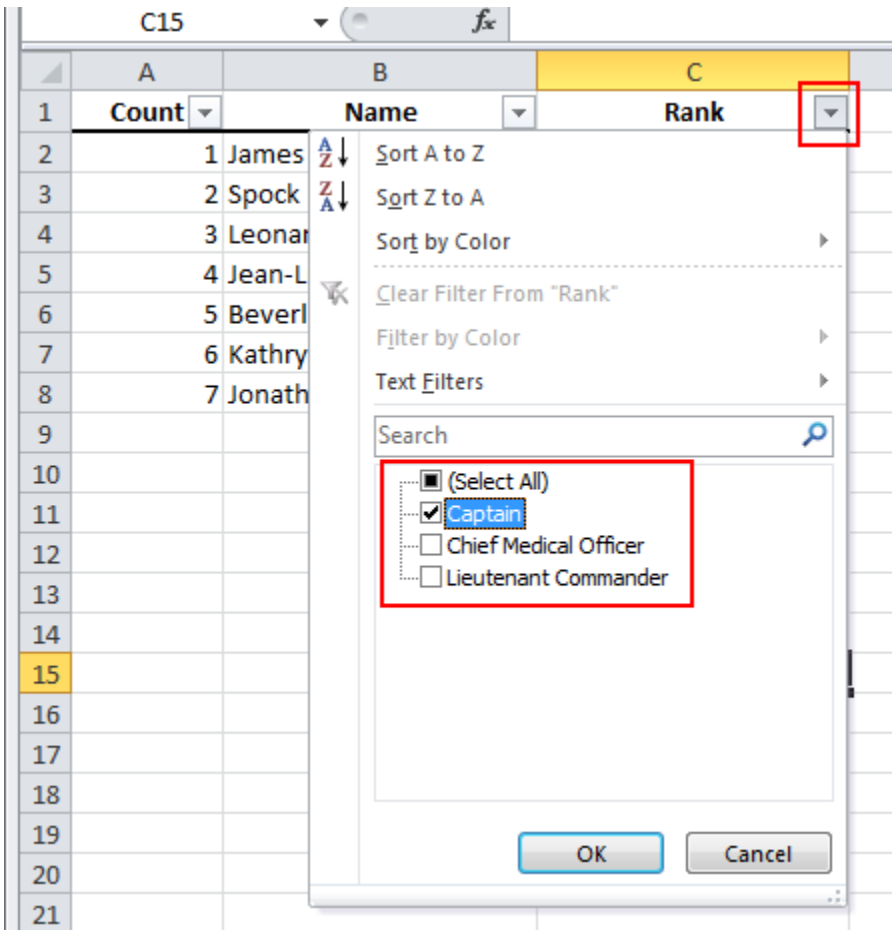 C15 fx
A B C
1 Count Name Rank
2 1 James Sort A to Z
3 2 Spock Sort Z to A
4 3 Leonar Sort by Color
5 4 Jean-L
Clear Filter From "Rank"
6 5 Beverl
Filter by Color
7 6 Kathry
8 7 Jonath Text Filters
9 Search
10 (Select All)
11 Captain
12 Chief Medical Officer
13 Lieutenant Commander
14
15
16
17
18
19 OK Cancel
20
21